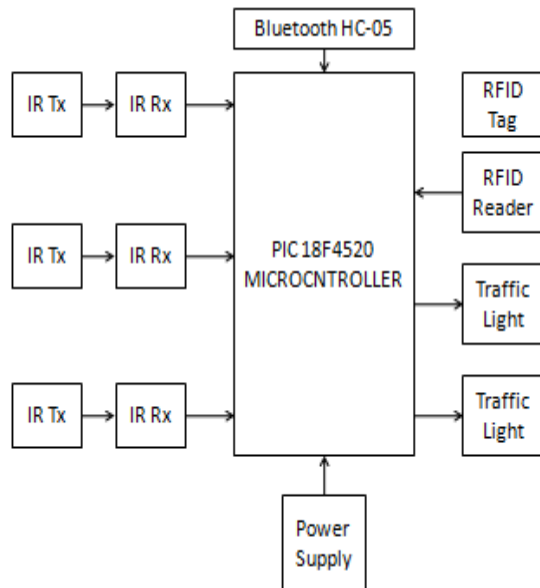 Bluetooth HC-05
IR Tx
IR Rx
RFID
Tag
RFID
Reader
IR Tx
IR Rx
PIC 18F4520
MICROCNTROLLER
Traffic
Light
IR Tx
IR Rx
Traffic
Light
Power
Supply